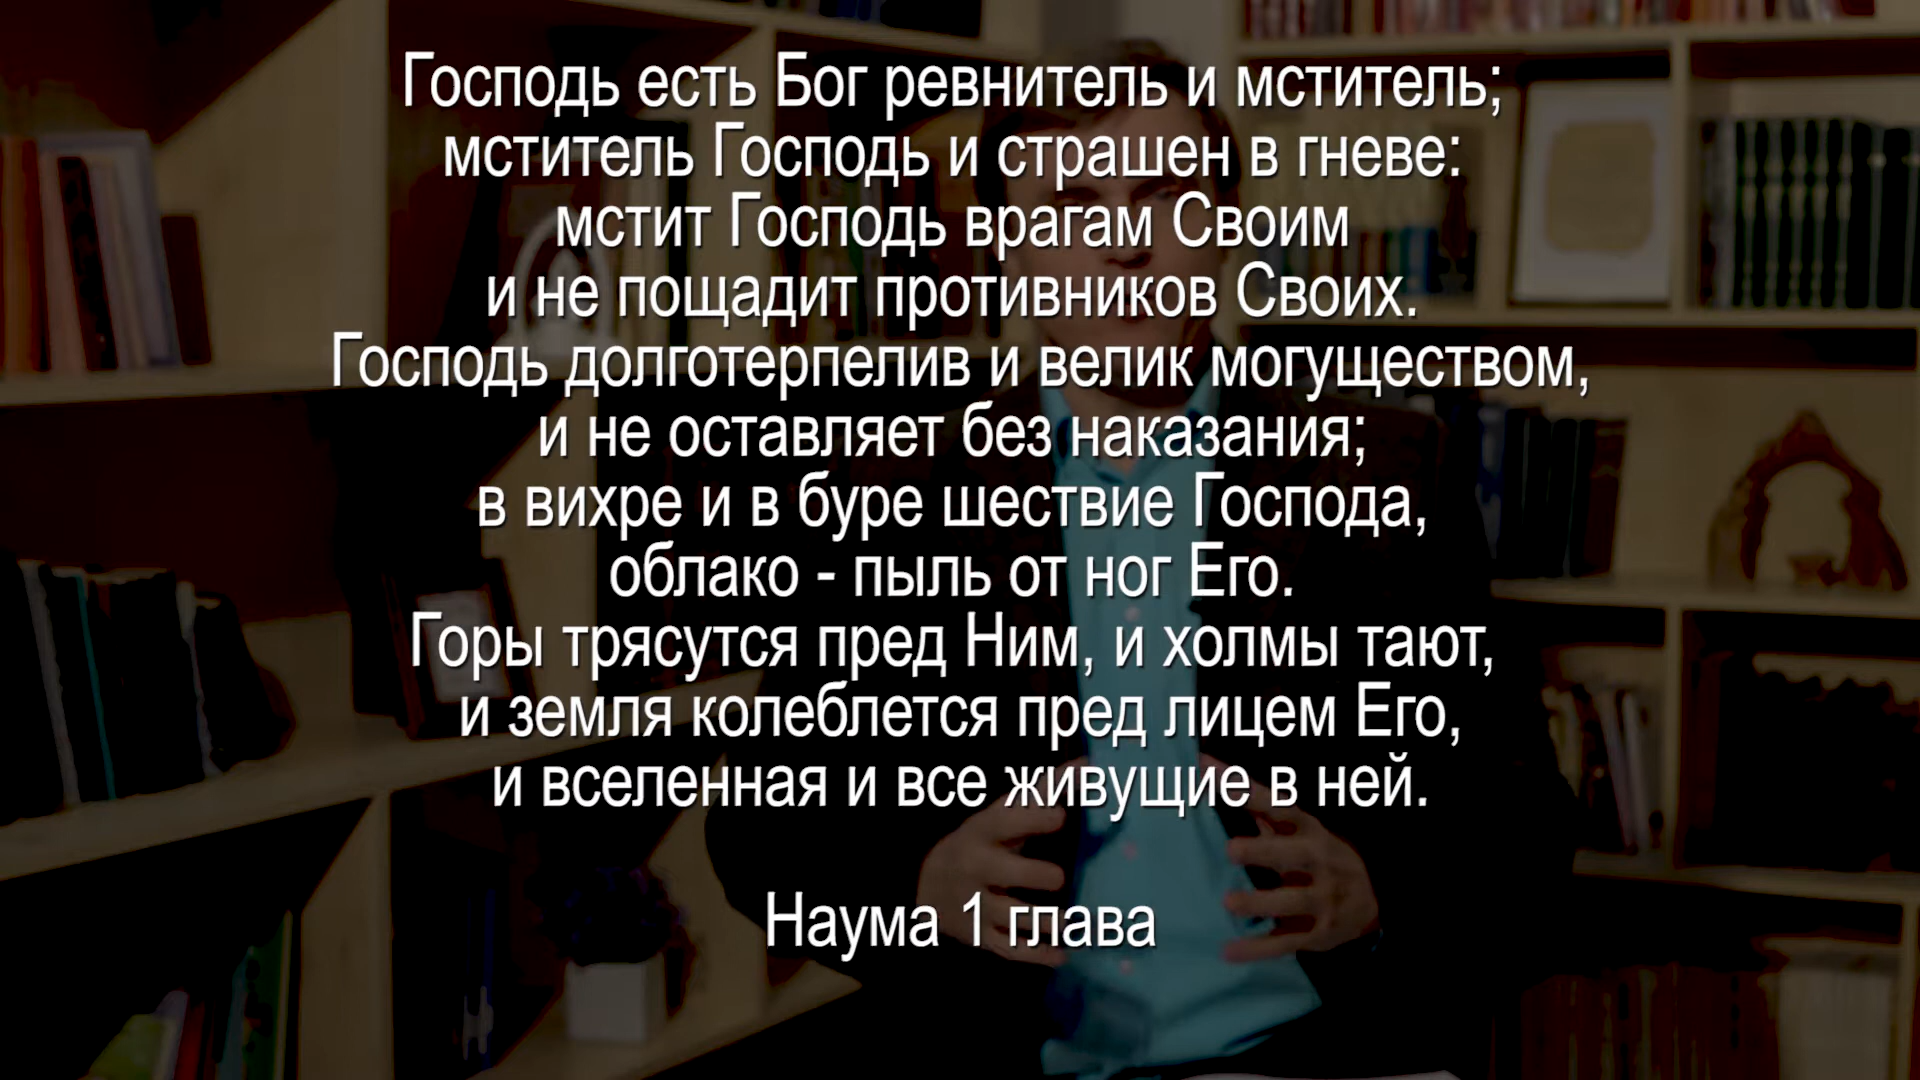 Господь есть Бог ревнитель и мститель;
мститель Господь и страшен в гневе:
мстит Господь врагам Своим
и не пощадит противников Своих.
Господь долготерпелив и велик могуществом,
и не оставляет без наказания;
в вихре и в буре шествие Господа,
облако - пыль от ног Его.
Горы трясутся пред Ним, и холмы тают,
и земля колеблется пред лицем Его,
и вселенная и все живущие в ней.
Наума 1 глава